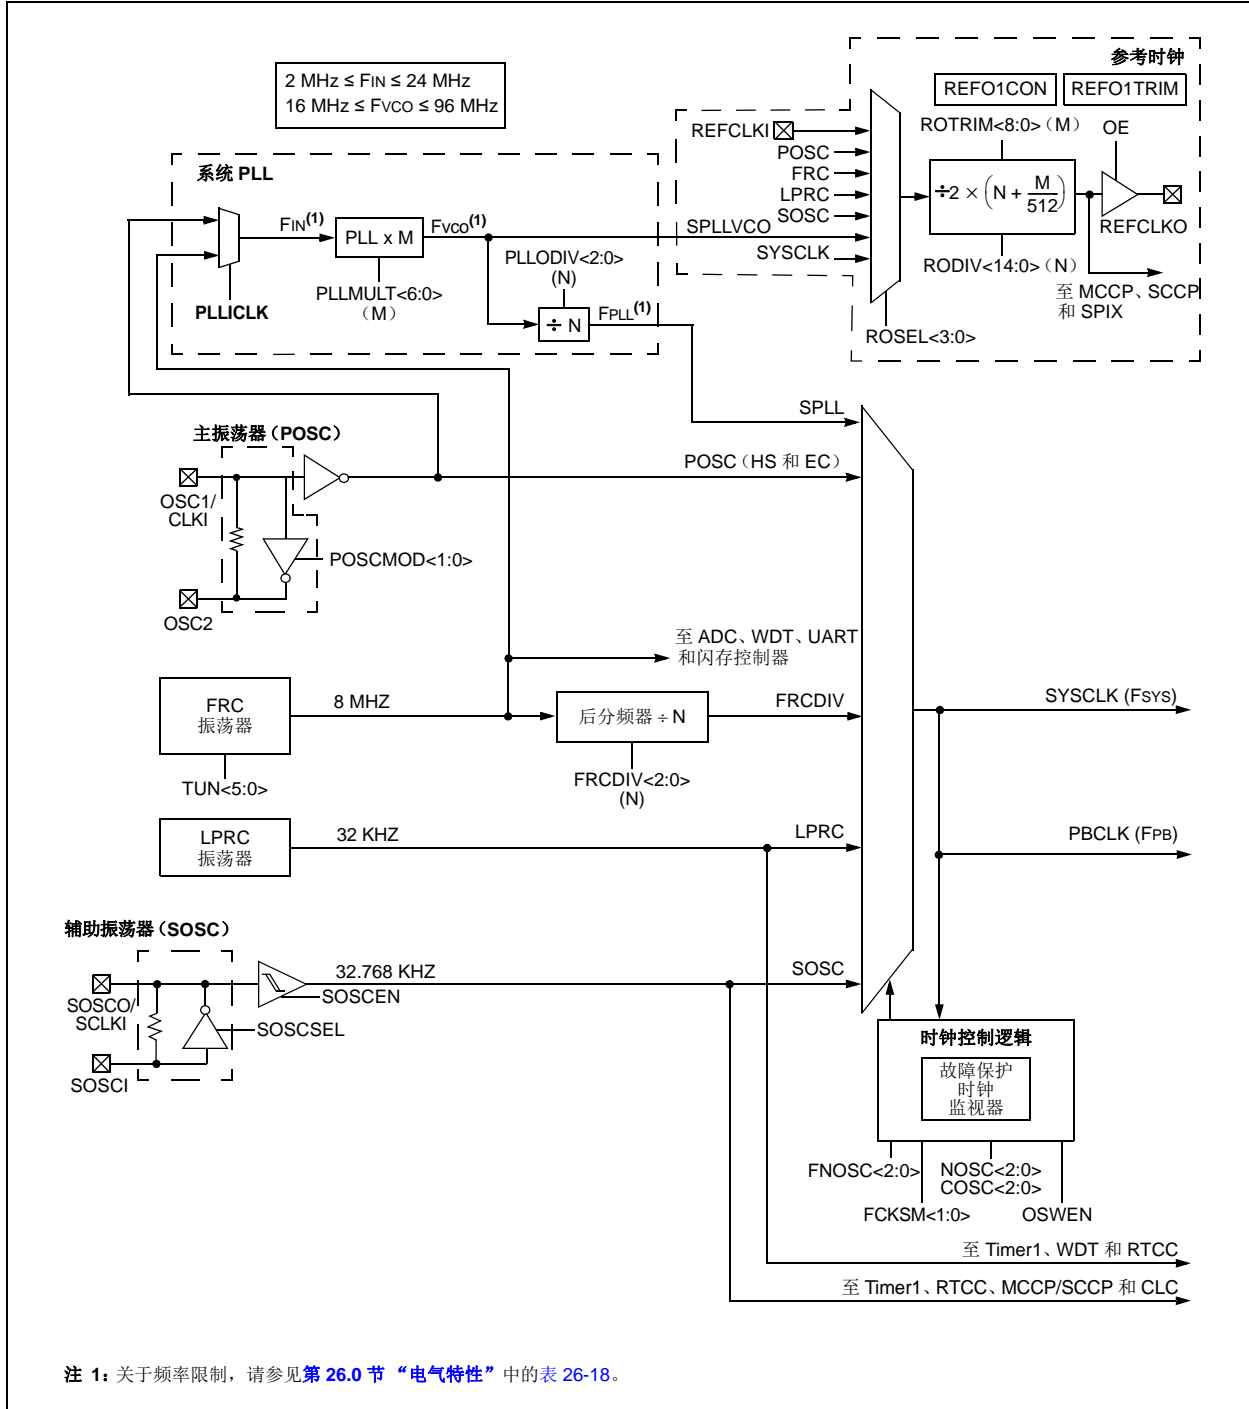 2 MHz ≤ FIN ≤ 24 MHz
16 MHz ≤ FVCO ≤ 96 MHz
参考时钟
REFO1CON
REFO1TRIM
REFCLKI
POSC
FRC
LPRC
SOSC
SPLLVCO
SYSCLK
ROTRIM<8:0>（M）
OE
÷2 × (N + M/512)
REFCLKO
RODIV<14:0>（N）
至 MCCP、SCCP
和 SPIX
ROSEL<3:0>
系统 PLL
FIN(1)
PLL x M
FVCO(1)
PLLODIV<2:0>
(N)
PLLICLK
PLLMULT<6:0>
（M）
÷ N
FPLL(1)
SPLL
主振荡器（POSC）
POSC（HS 和 EC）
OSC1/
CLKI
POSCMOD<1:0>
OSC2
至 ADC、WDT、UART
和闪存控制器
FRC
振荡器
8 MHZ
后分频器 ÷ N
FRCDIV
SYSCLK (FSYS)
TUN<5:0>
FRCDIV<2:0>
(N)
LPRC
振荡器
32 KHZ
LPRC
PBCLK (FPB)
辅助振荡器（SOSC）
32.768 KHZ
SOSC
SOSCO/
SCLKI
SOSCEN
SOSCSEL
SOSCI
时钟控制逻辑
故障保护
时钟
监视器
FNOSC<2:0>
NOSC<2:0>
COSC<2:0>
FCKSM<1:0>
OSWEN
至 Timer1、WDT 和 RTCC
至 Timer1、RTCC、MCCP/SCCP 和 CLC
注 1：关于频率限制，请参见第 26.0 节 “电气特性”中的表 26-18。